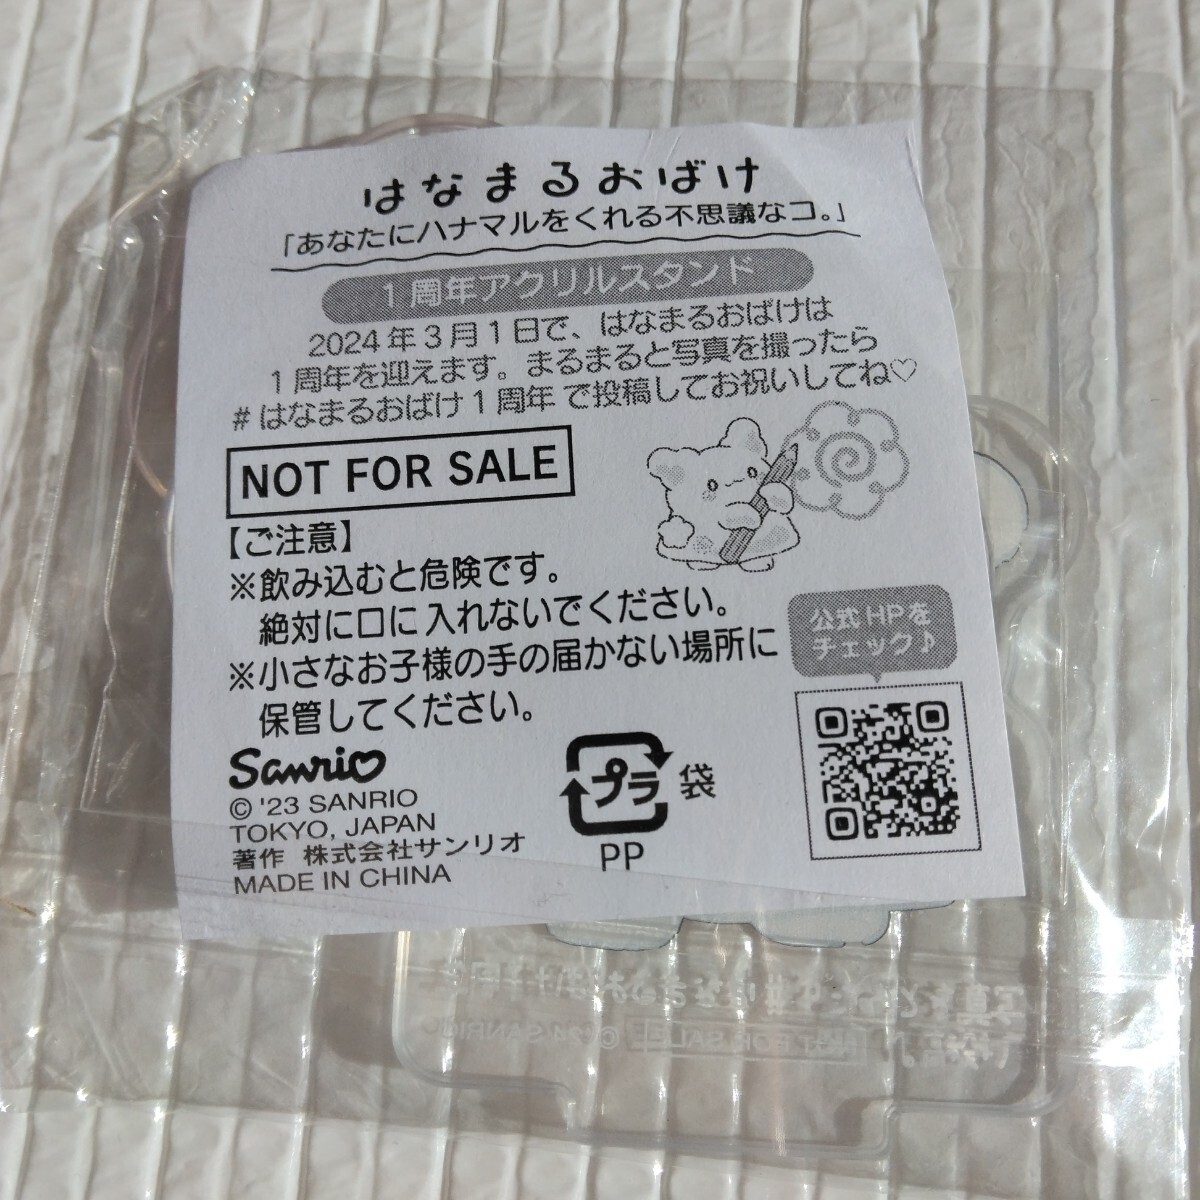 はなまるおばけ
「あなたにハナマルをくれる不思議なコ。」
1周年アクリルスタンド
2024年3月1日で、はなまるおばけは
1周年を迎えます。まるまると写真を撮ったら
#はなまるおばけ1周年 で投稿してお祝いしてね♡
NOT FOR SALE
【ご注意】
※飲み込むと危険です。
絶対に口に入れないでください。
※小さなお子様の手の届かない場所に
保管してください。
公式HPを
チェック♪
Sanrio
© '23 SANRIO
TOKYO, JAPAN
著作 株式会社サンリオ
MADE IN CHINA
プラ 袋
PP
NOT FOR SALE ©'24 SANRIO